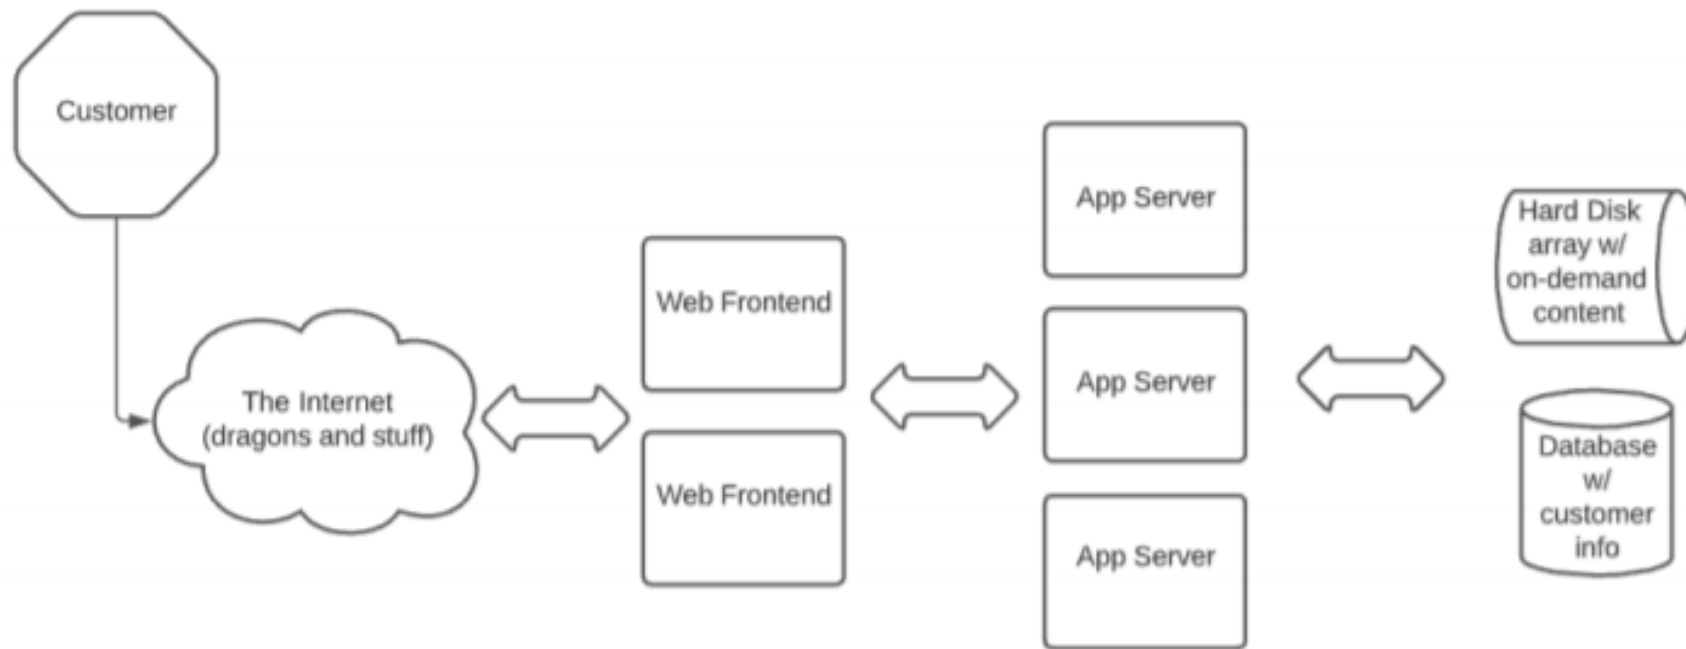 Customer
The Internet
(dragons and stuff)
Web Frontend
Web Frontend
App Server
App Server
App Server
Hard Disk
array w/
on-demand
content
Database
w/
customer
info